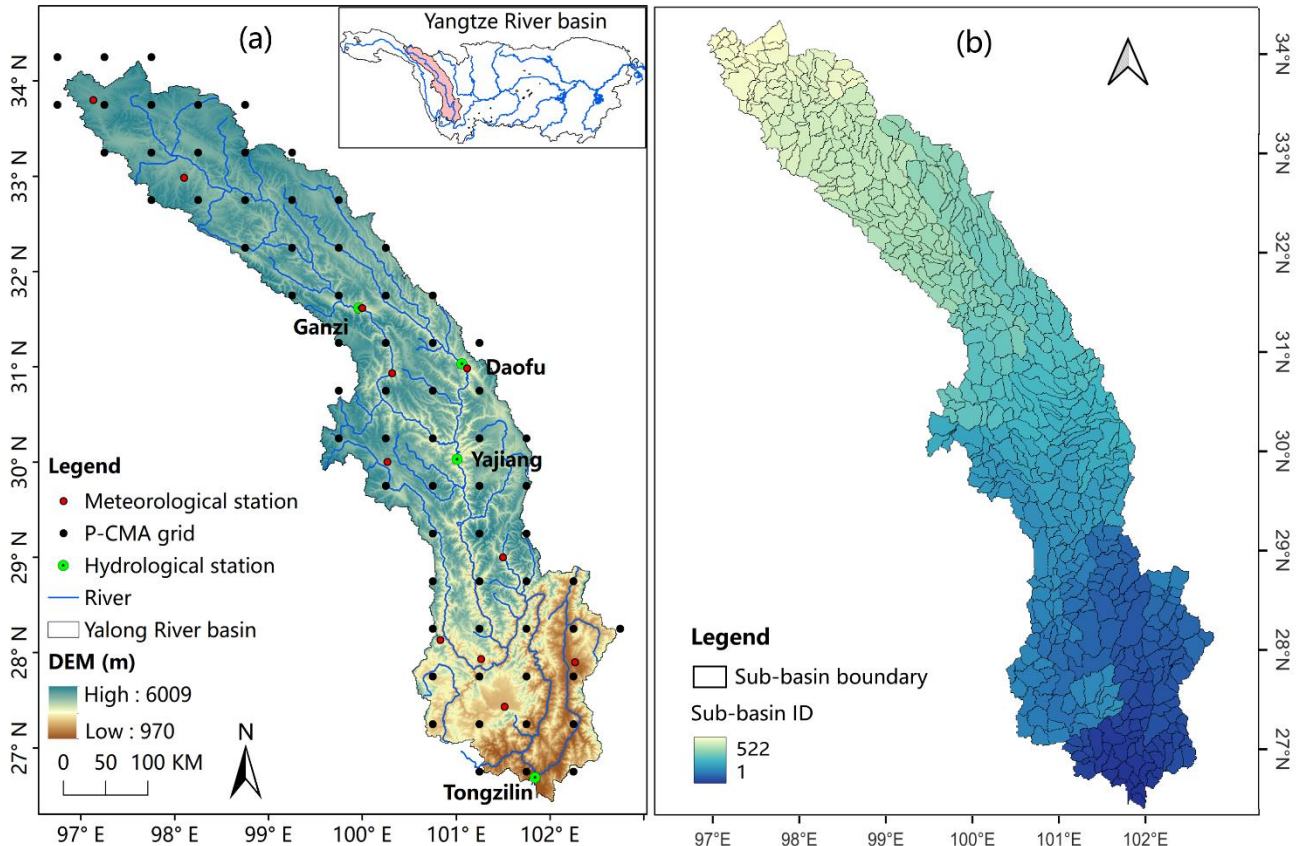 (a)
Yangtze River basin
34° N
33° N
32° N
31° N
30° N
29° N
28° N
27° N
Ganzi
Daofu
Yajiang
Tongzilin
Legend
Meteorological station
P-CMA grid
Hydrological station
River
Yalong River basin
DEM (m)
High : 6009
Low : 970
0 50 100 KM
N
97° E 98° E 99° E 100° E 101° E 102° E
(b)
34°N
33°N
32°N
31°N
30°N
29°N
28°N
27°N
Legend
Sub-basin boundary
Sub-basin ID
522
1
97°E 98°E 99°E 100°E 101°E 102°E